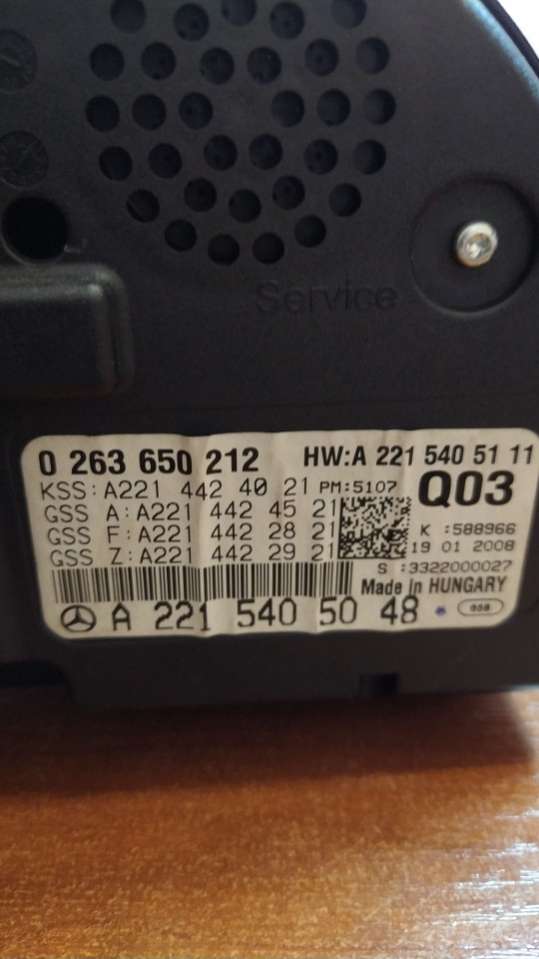 Service
0 263 650 212 HW:A 221 540 51 11
KSS:A221 442 40 21 PM:5107 Q03
GSS A:A221 442 45 21
GSS F:A221 442 28 21 K :588966
GSS Z:A221 442 29 21 19 01 2008
S :3322000027
Made in HUNGARY
A 221 540 50 48